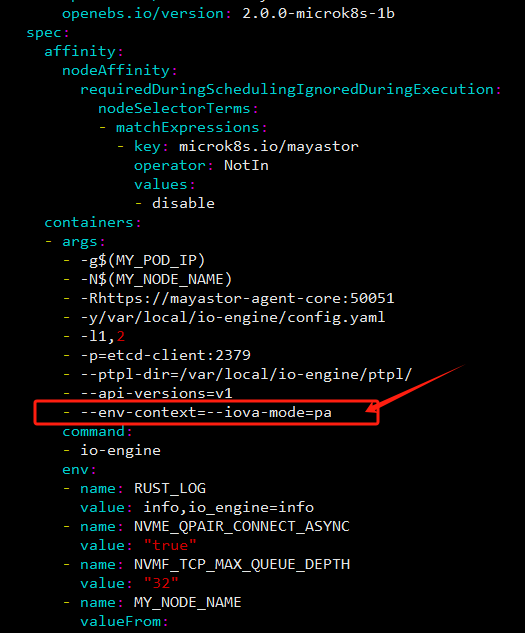 openebs.io/version: 2.0.0-microk8s-1b
spec:
affinity:
nodeAffinity:
requiredDuringSchedulingIgnoredDuringExecution:
nodeSelectorTerms:
- matchExpressions:
- key: microk8s.io/mayastor
operator: NotIn
values:
- disable
containers:
- args:
- -g$(MY_POD_IP)
- -N$(MY_NODE_NAME)
- -Rhttps://mayastor-agent-core:50051
- -y/var/local/io-engine/config.yaml
- -l1,2
- -p=etcd-client:2379
- --ptpl-dir=/var/local/io-engine/ptpl/
- --api-versions=v1
- --env-context=--iova-mode=pa
command:
- io-engine
env:
- name: RUST_LOG
value: info,io_engine=info
- name: NVME_QPAIR_CONNECT_ASYNC
value: "true"
- name: NVMF_TCP_MAX_QUEUE_DEPTH
value: "32"
- name: MY_NODE_NAME
valueFrom: